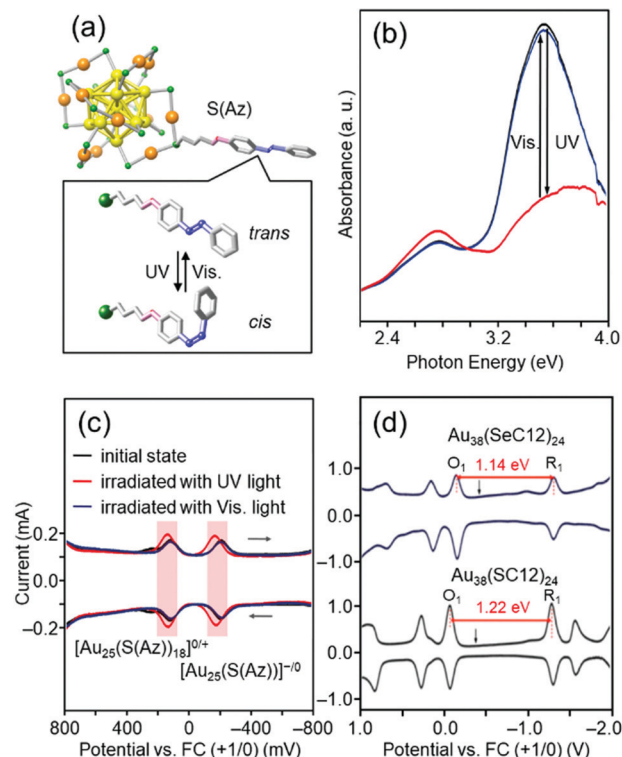 (a)
S(Az)
trans
UV
Vis.
cis
(b)
Absorbance (a. u.)
Vis.
UV
2.4
3.2
4.0
Photon Energy (eV)
(c)
initial state
irradiated with UV light
irradiated with Vis. light
Current (mA)
0.2
0.0
−0.2
[Au25(S(Az))18]0/+
[Au25(S(Az))]−/0
800
400
0
−400
−800
Potential vs. FC (+1/0) (mV)
(d)
Au38(SeC12)24
O1
1.14 eV
R1
1.0
0.0
−1.0
Au38(SC12)24
O1
1.22 eV
R1
1.0
0.0
1.0
1.0
0.0
−1.0
−2.0
Potential vs. FC (+1/0) (V)